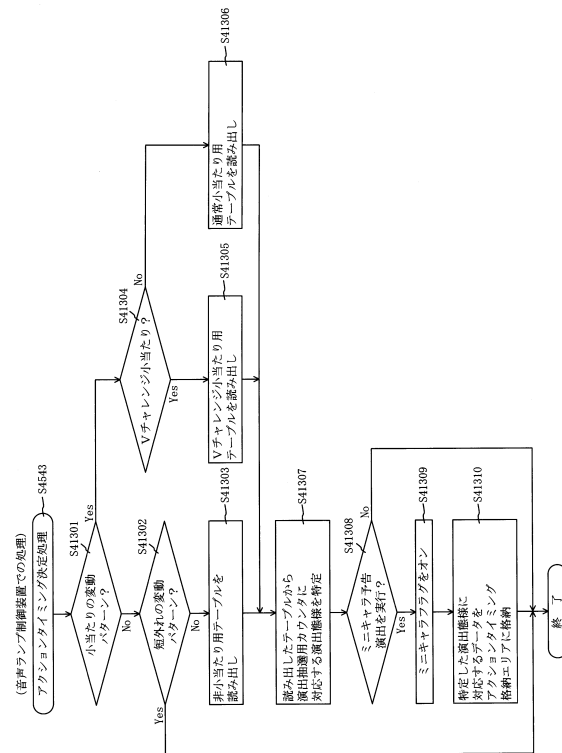 (音声ランプ制御装置での処理)
アクションタイミング決定処理
S4543
S41301
小当たりの変動
パターン?
Yes
No
S41302
短外れの変動
パターン?
Yes
No
S41303
非小当たり用テーブルを
読み出し
S41304
Vチャレンジ小当たり?
No
Yes
S41305
Vチャレンジ小当たり用
テーブルを読み出し
S41306
通常小当たり用
テーブルを読み出し
S41307
読み出したテーブルから
演出抽選用カウンタに
対応する演出態様を特定
S41308
ミニキャラ予告
演出を実行?
No
Yes
S41309
ミニキャラフラグをオン
S41310
特定した演出態様に
対応するデータを
アクションタイミング
格納エリアに格納
終 了